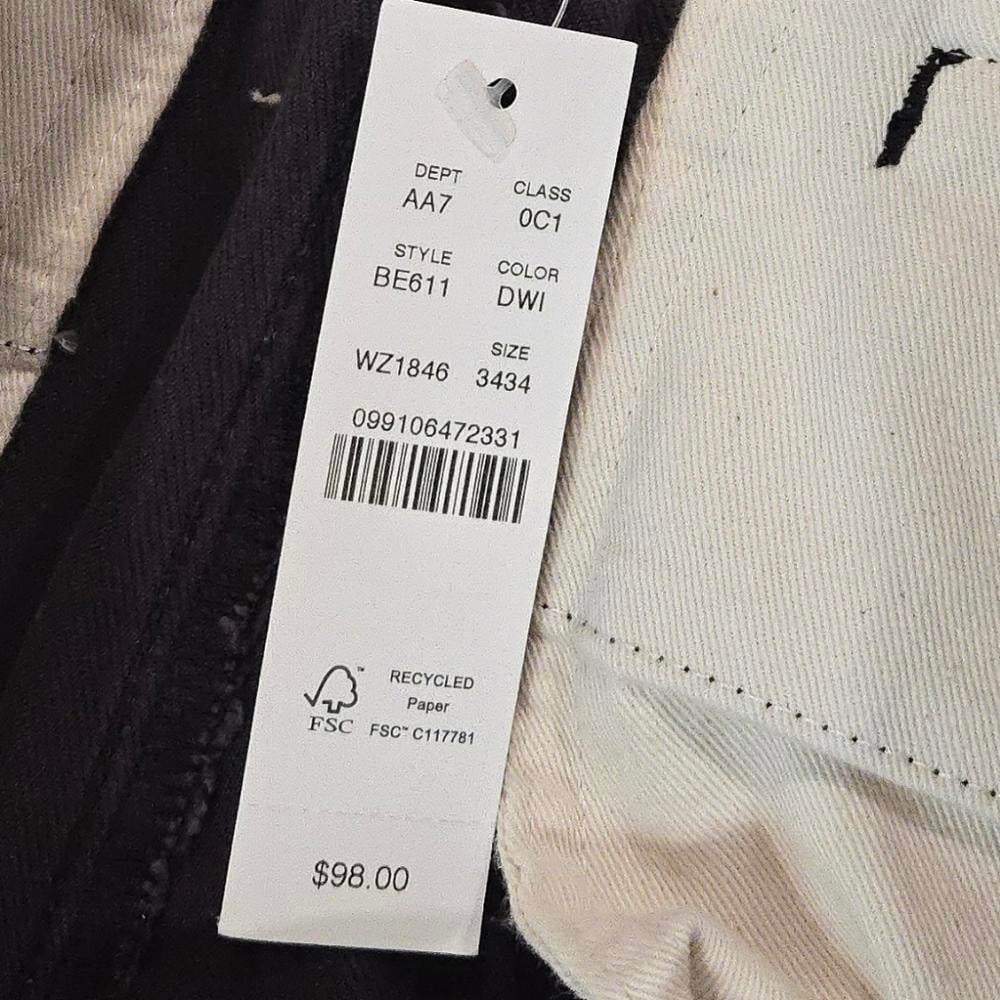 DEPT CLASS
AA7 0C1
STYLE COLOR
BE611 DWI
SIZE
WZ1846 3434
099106472331
RECYCLED
Paper
FSC™ C117781
™
FSC
$98.00